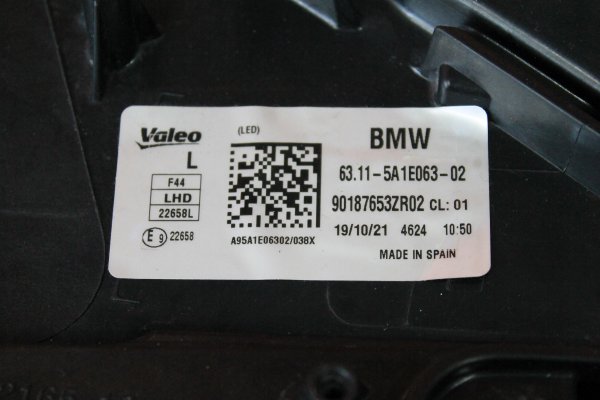 Valeo
(LED)
BMW
L
63.11-5A1E063-02
F44
LHD
22658L
90187653ZR02 CL: 01
E9 22658
A95A1E06302/03BX
19/10/21 4624 10:50
MADE IN SPAIN